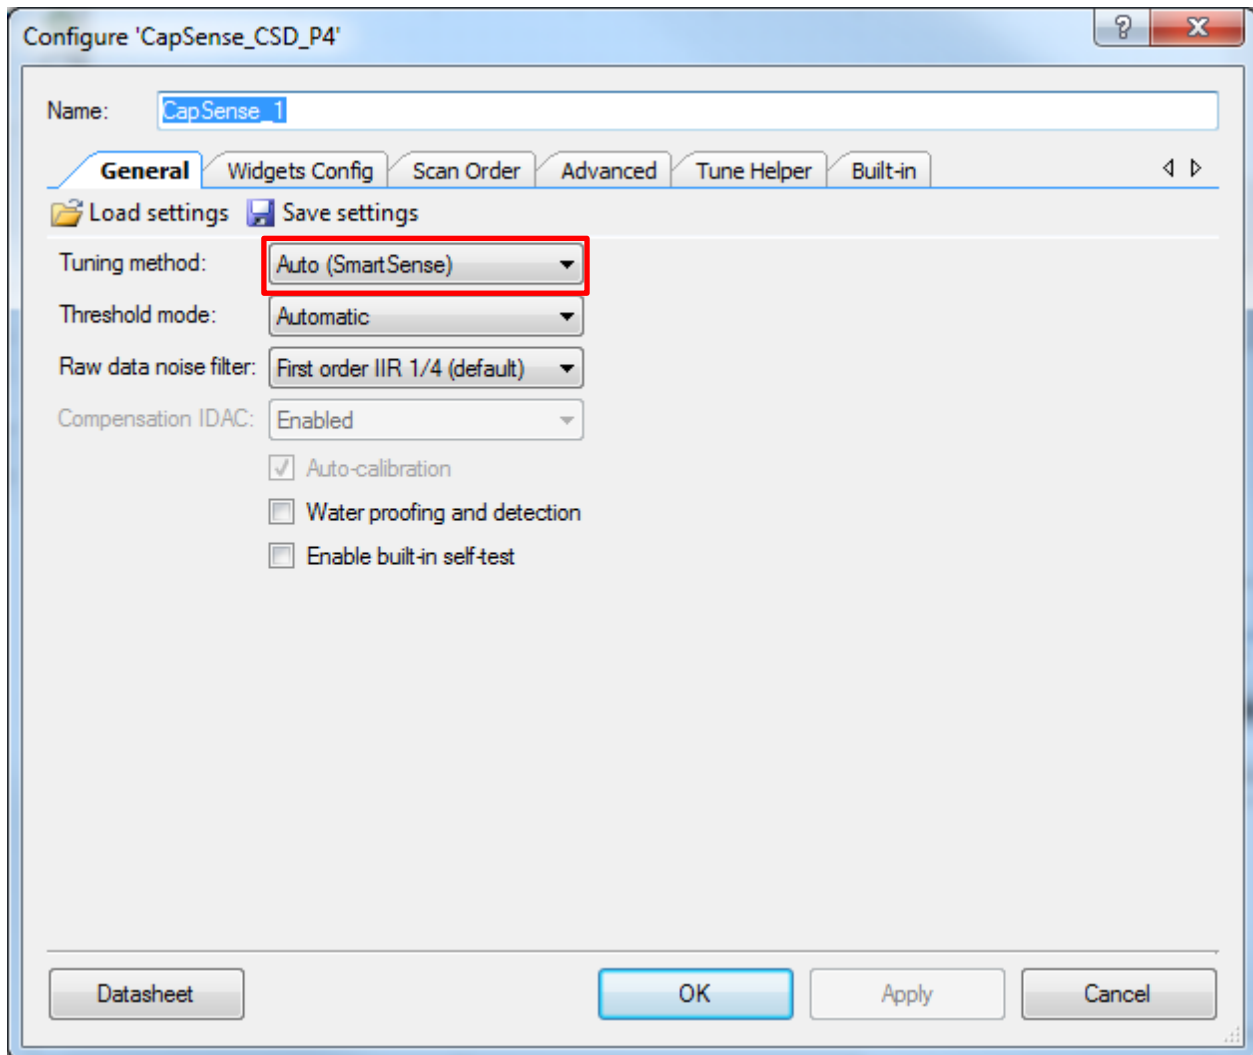 Configure 'CapSense_CSD_P4'
Name: CapSense_1
General Widgets Config Scan Order Advanced Tune Helper Built-in
Load settings Save settings
Tuning method: Auto (SmartSense)
Threshold mode: Automatic
Raw data noise filter: First order IIR 1/4 (default)
Compensation IDAC: Enabled
Auto-calibration
Water proofing and detection
Enable built-in self-test
Datasheet OK Apply Cancel